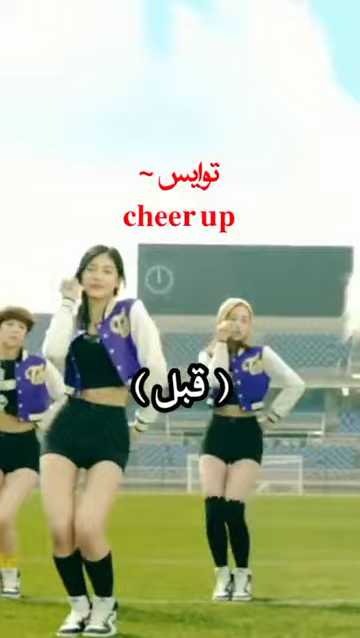 توايس ~
cheer up
( قبل )